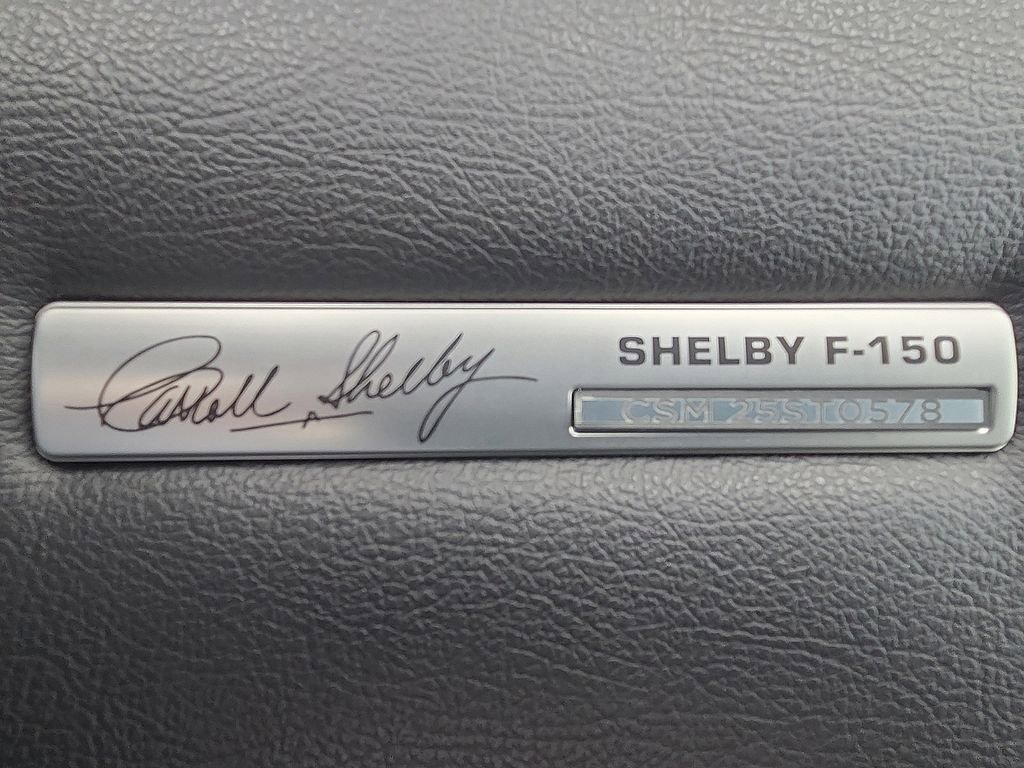 Carroll Shelby
SHELBY F-150
CSM 25ST0578